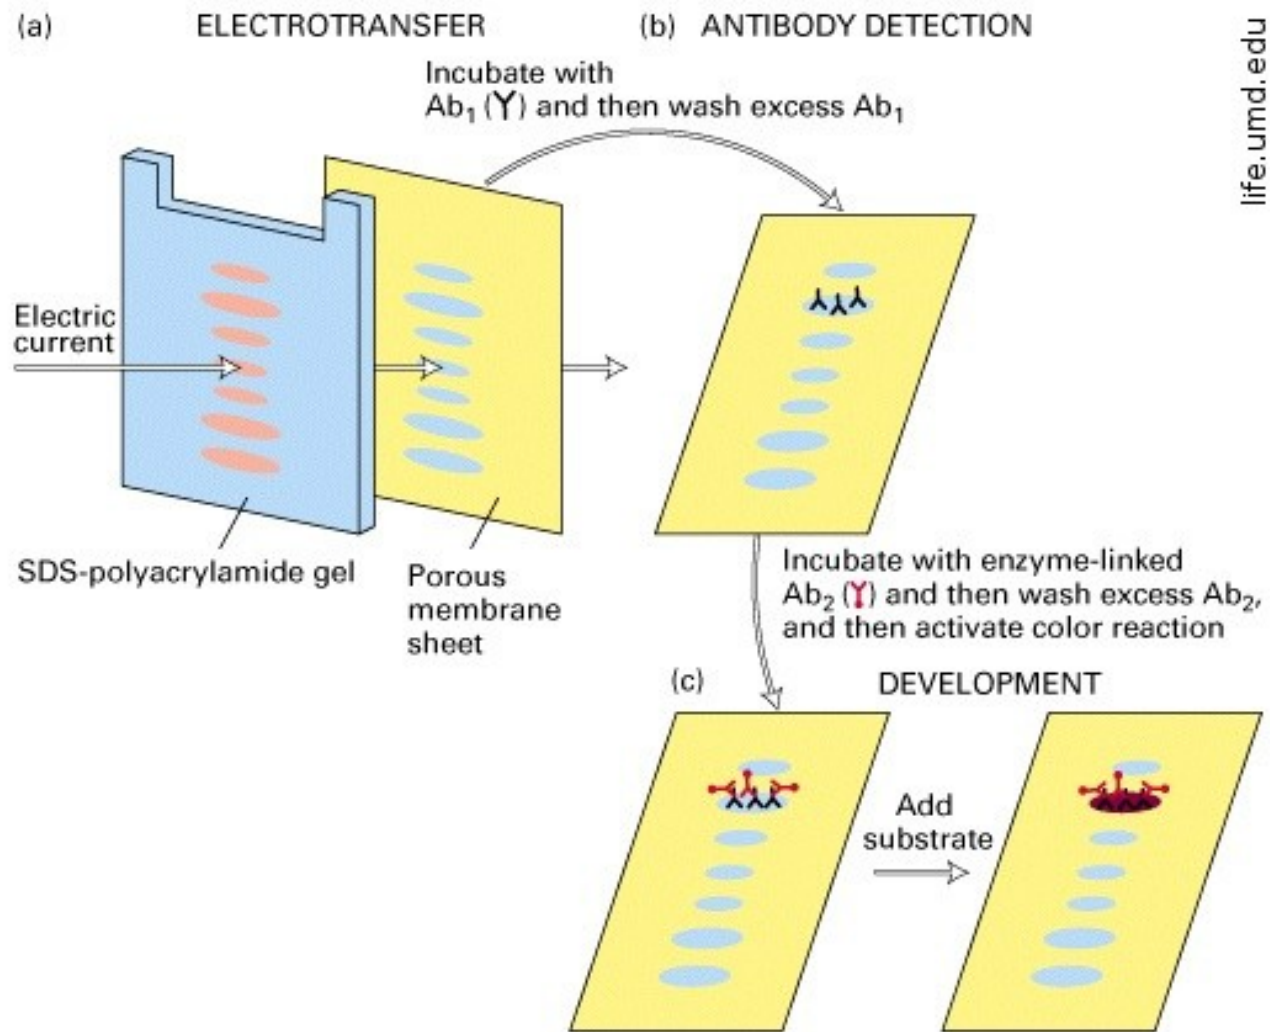 (a) ELECTROTRANSFER
(b) ANTIBODY DETECTION
life.umd.edu
Incubate with
Ab₁ (Y) and then wash excess Ab₁
Electric
current
SDS-polyacrylamide gel
Porous
membrane
sheet
Incubate with enzyme-linked
Ab₂ (Y) and then wash excess Ab₂,
and then activate color reaction
(c) DEVELOPMENT
Add
substrate